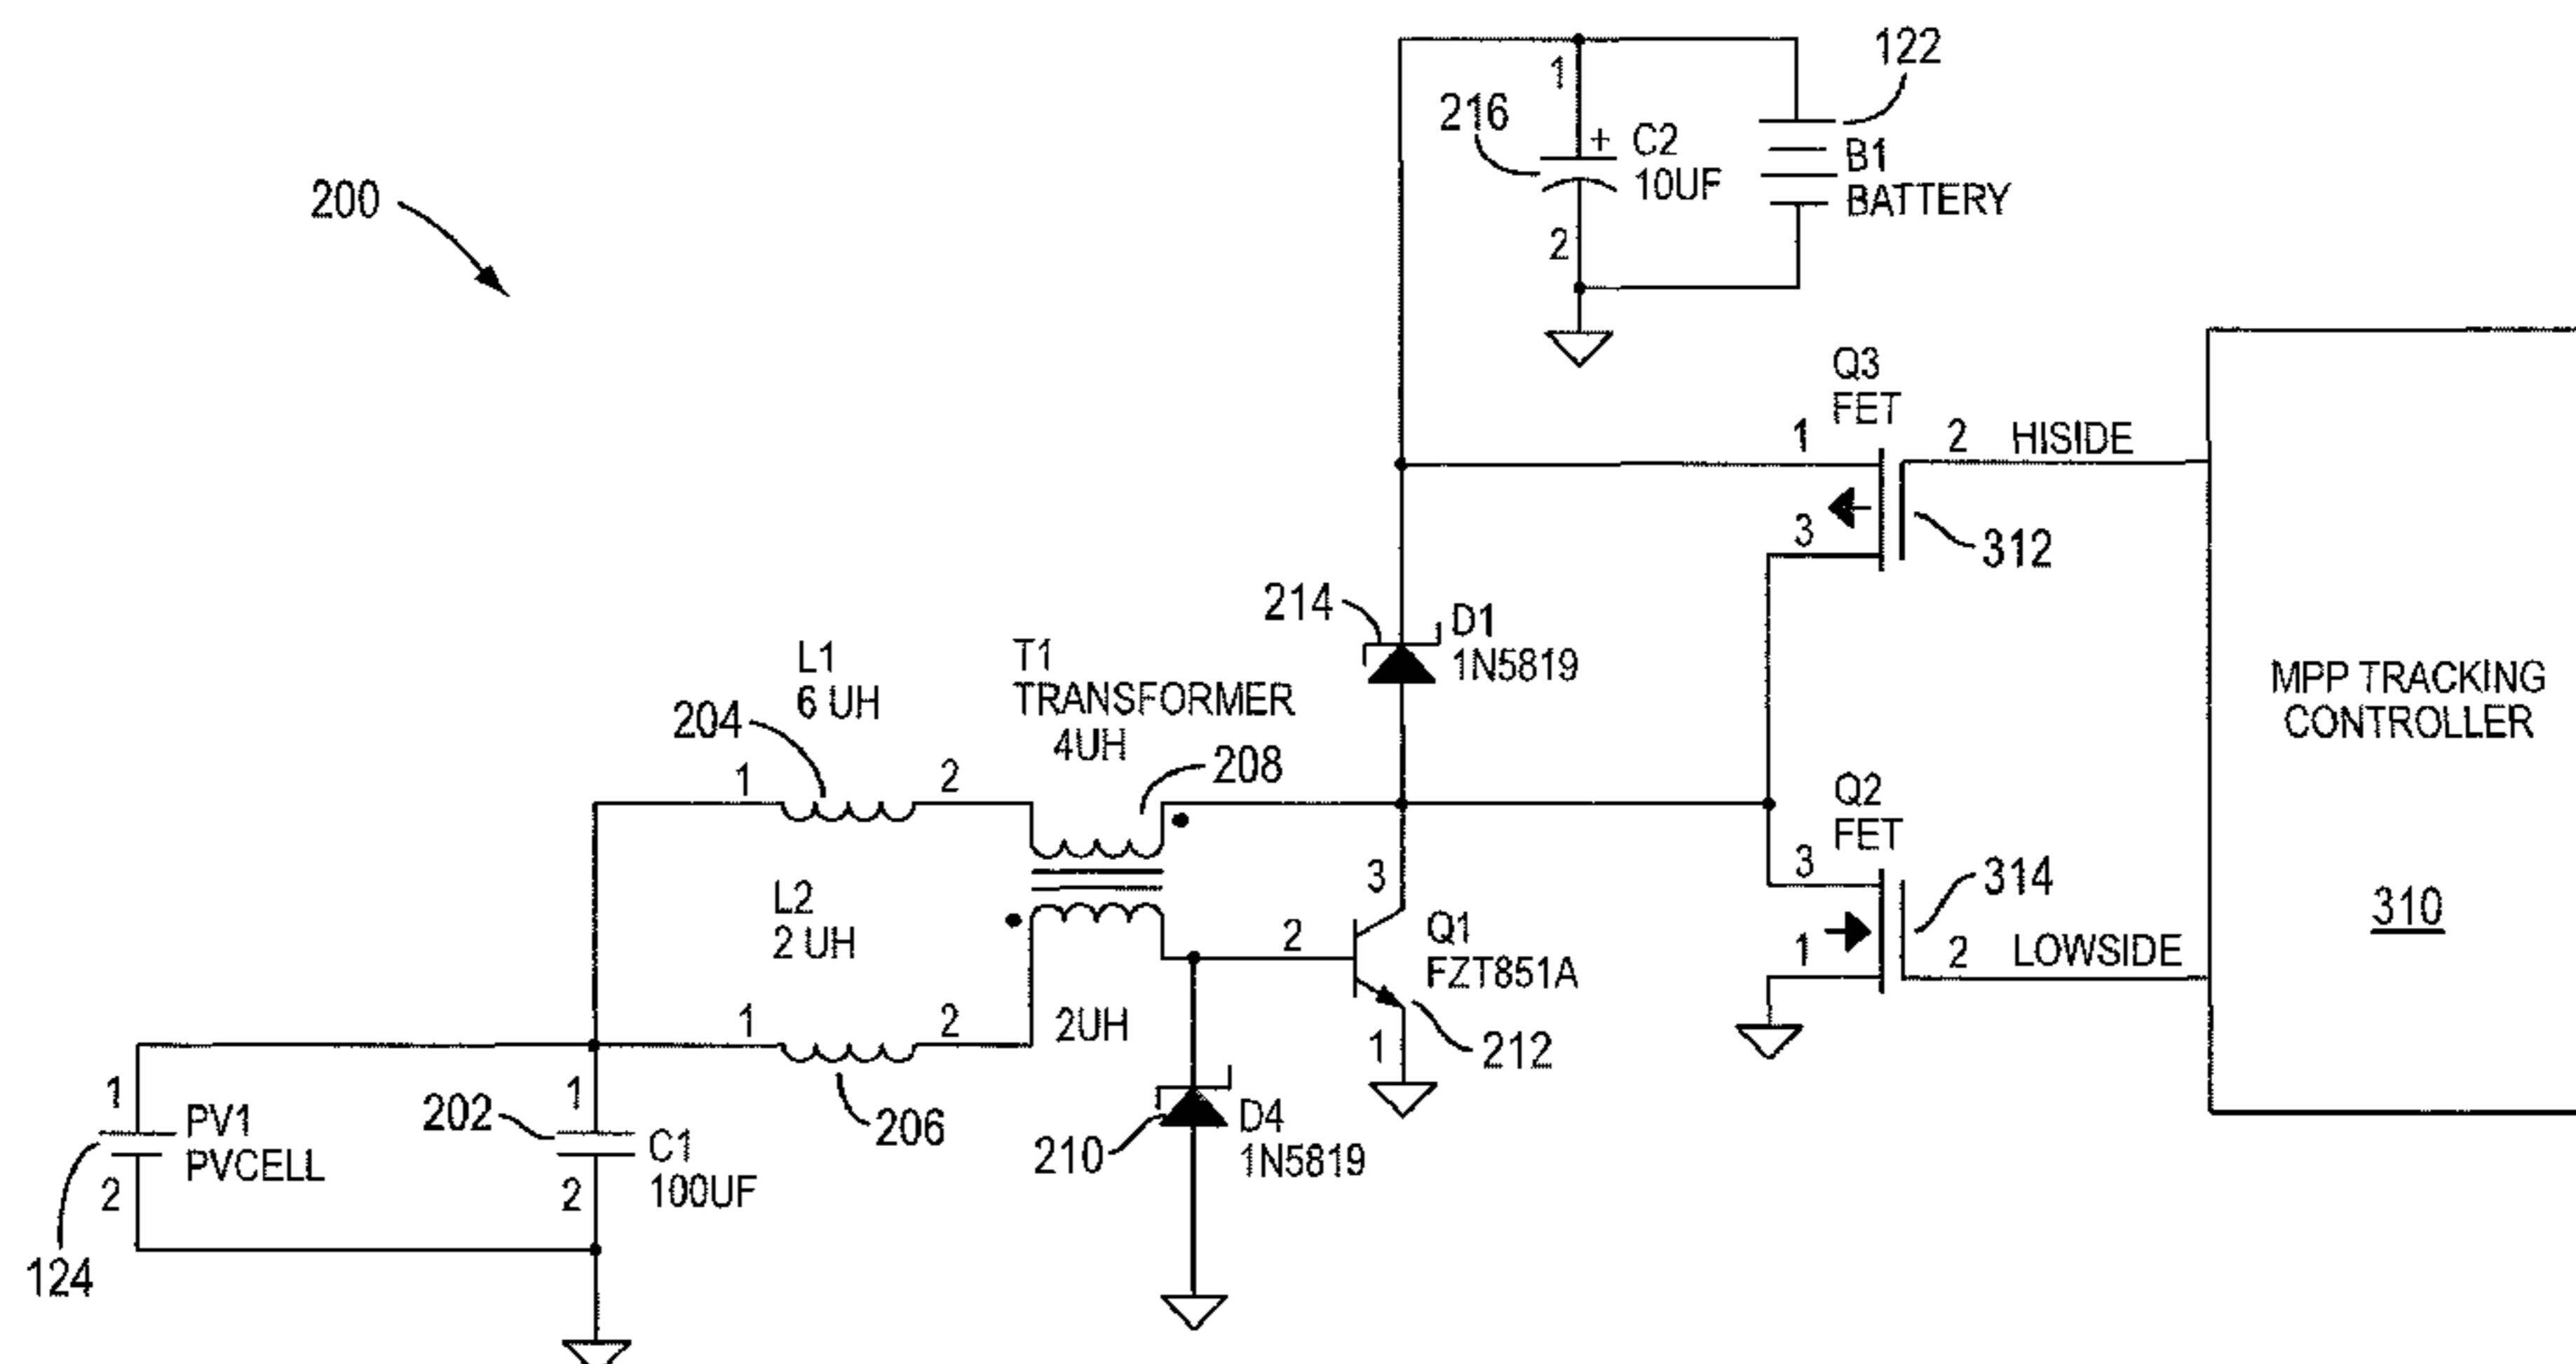 122
1
216
+
C2
10UF
B1
BATTERY
200
2
Q3
FET
1
2
HISIDE
3
312
214
D1
1N5819
L1
6 UH
T1
TRANSFORMER
4UH
MPP TRACKING
CONTROLLER
204
208
1
2
Q2
FET
3
3
314
310
L2
2 UH
2
Q1
FZT851A
1
2
LOWSIDE
1
2
2UH
1
212
1
PV1
PVCELL
202
1
C1
100UF
206
210
D4
1N5819
2
2
124